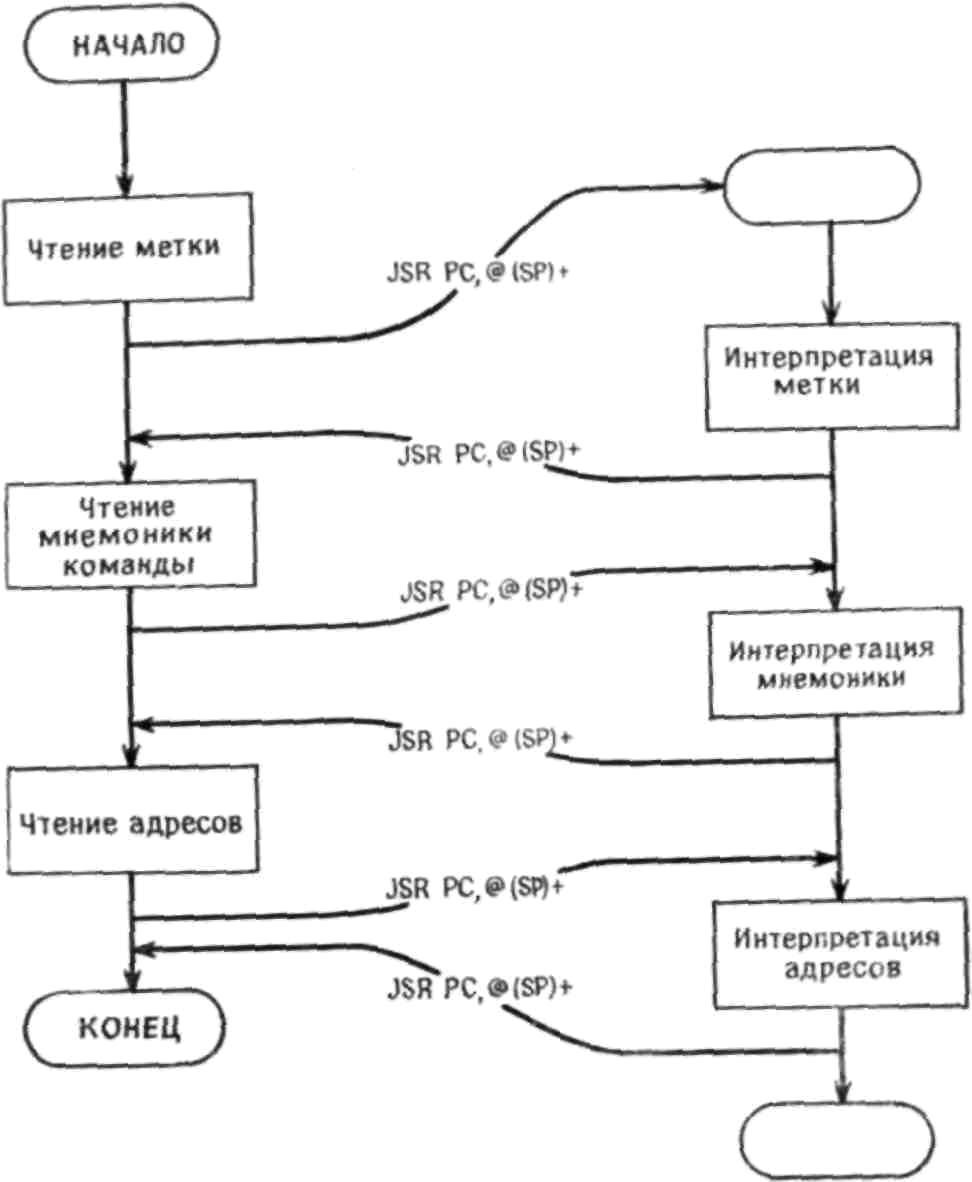 НАЧАЛО
Чтение метки
JSR PC, @ (SP)+
Интерпретация
метки
JSR PC, @ (SP)+
Чтение
мнемоники
команды
JSR PC, @ (SP)+
Интерпретация
мнемоники
JSR PC, @ (SP)+
Чтение адресов
JSR PC, @ (SP)+
Интерпретация
адресов
JSR PC, @ (SP)+
КОНЕЦ